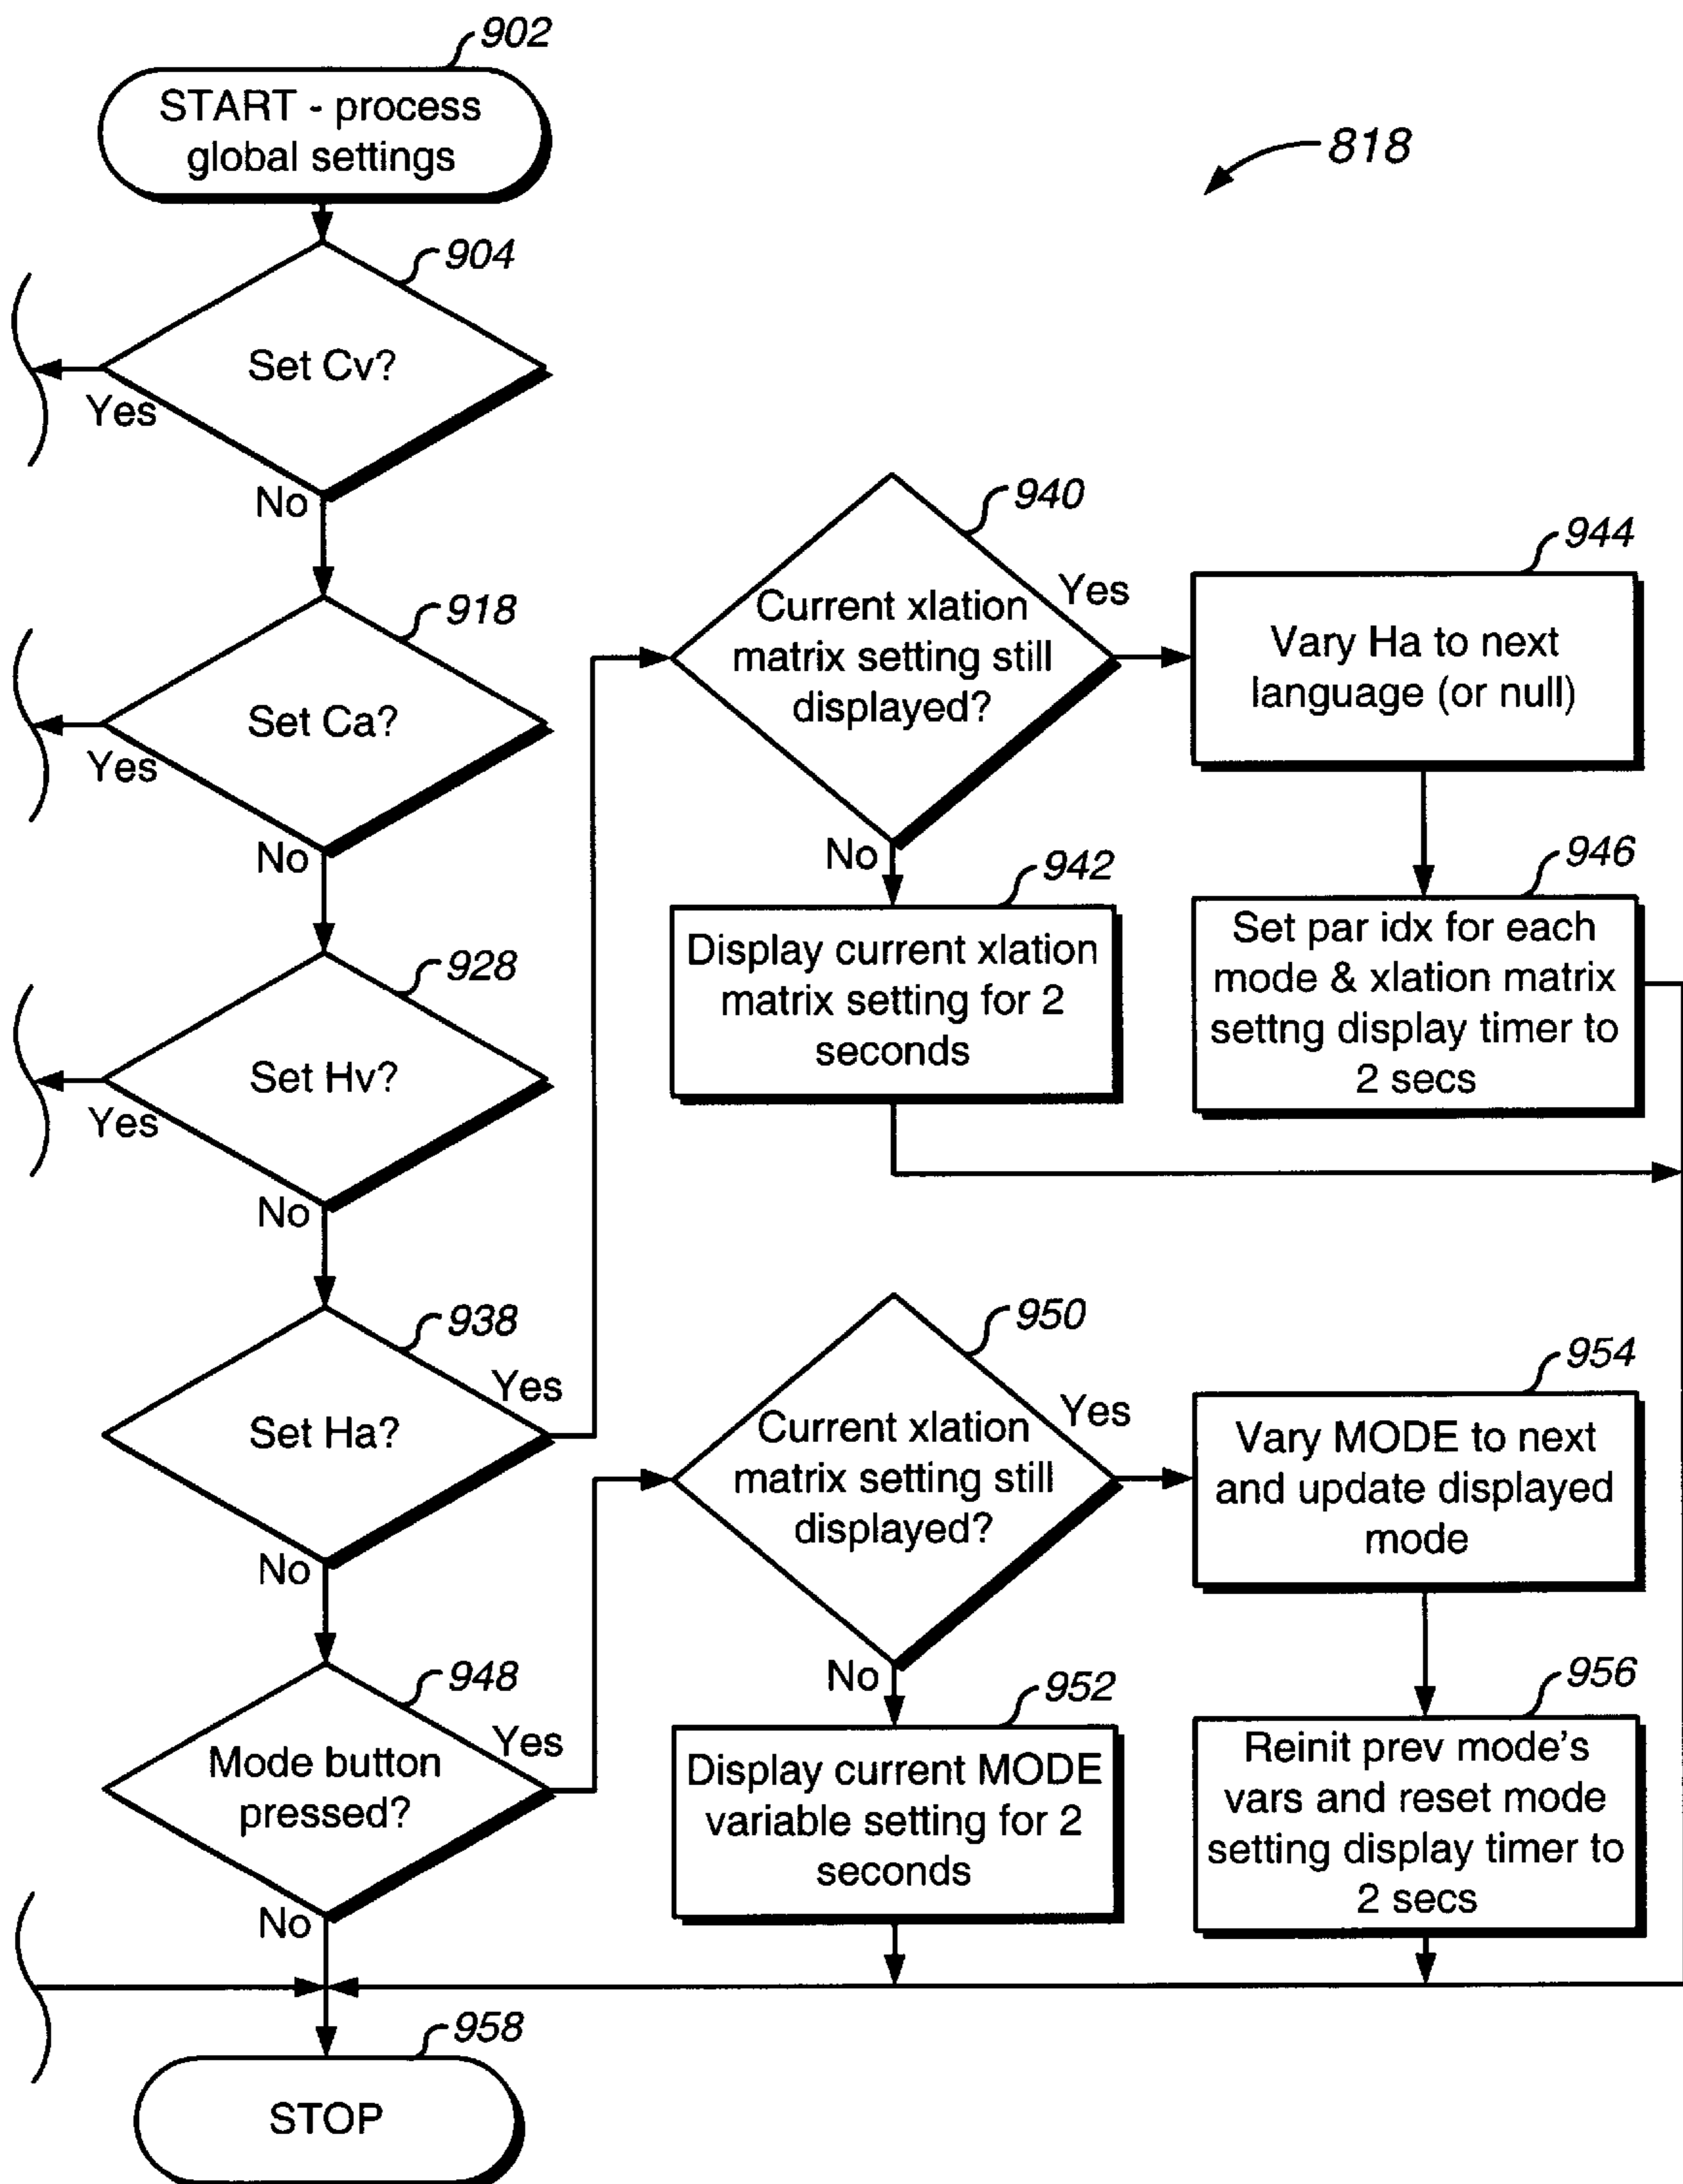 902
START - process
global settings
818
904
Set Cv?
Yes
No
918
Set Ca?
Yes
No
928
Set Hv?
Yes
No
938
Set Ha?
Yes
No
940
Current xlation
matrix setting still
displayed?
Yes
No
942
Display current xlation
matrix setting for 2
seconds
944
Vary Ha to next
language (or null)
946
Set par idx for each
mode & xlation matrix
settng display timer to
2 secs
948
Mode button
pressed?
Yes
No
950
Current xlation
matrix setting still
displayed?
Yes
No
952
Display current MODE
variable setting for 2
seconds
954
Vary MODE to next
and update displayed
mode
956
Reinit prev mode's
vars and reset mode
setting display timer to
2 secs
958
STOP